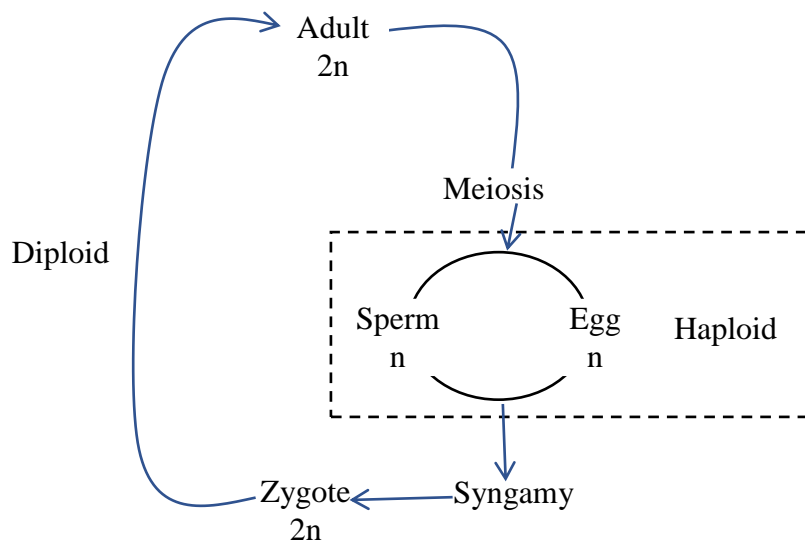 Adult
2n
Meiosis
Diploid
Sperm
n
Egg
n
Haploid
Zygote
2n
Syngamy